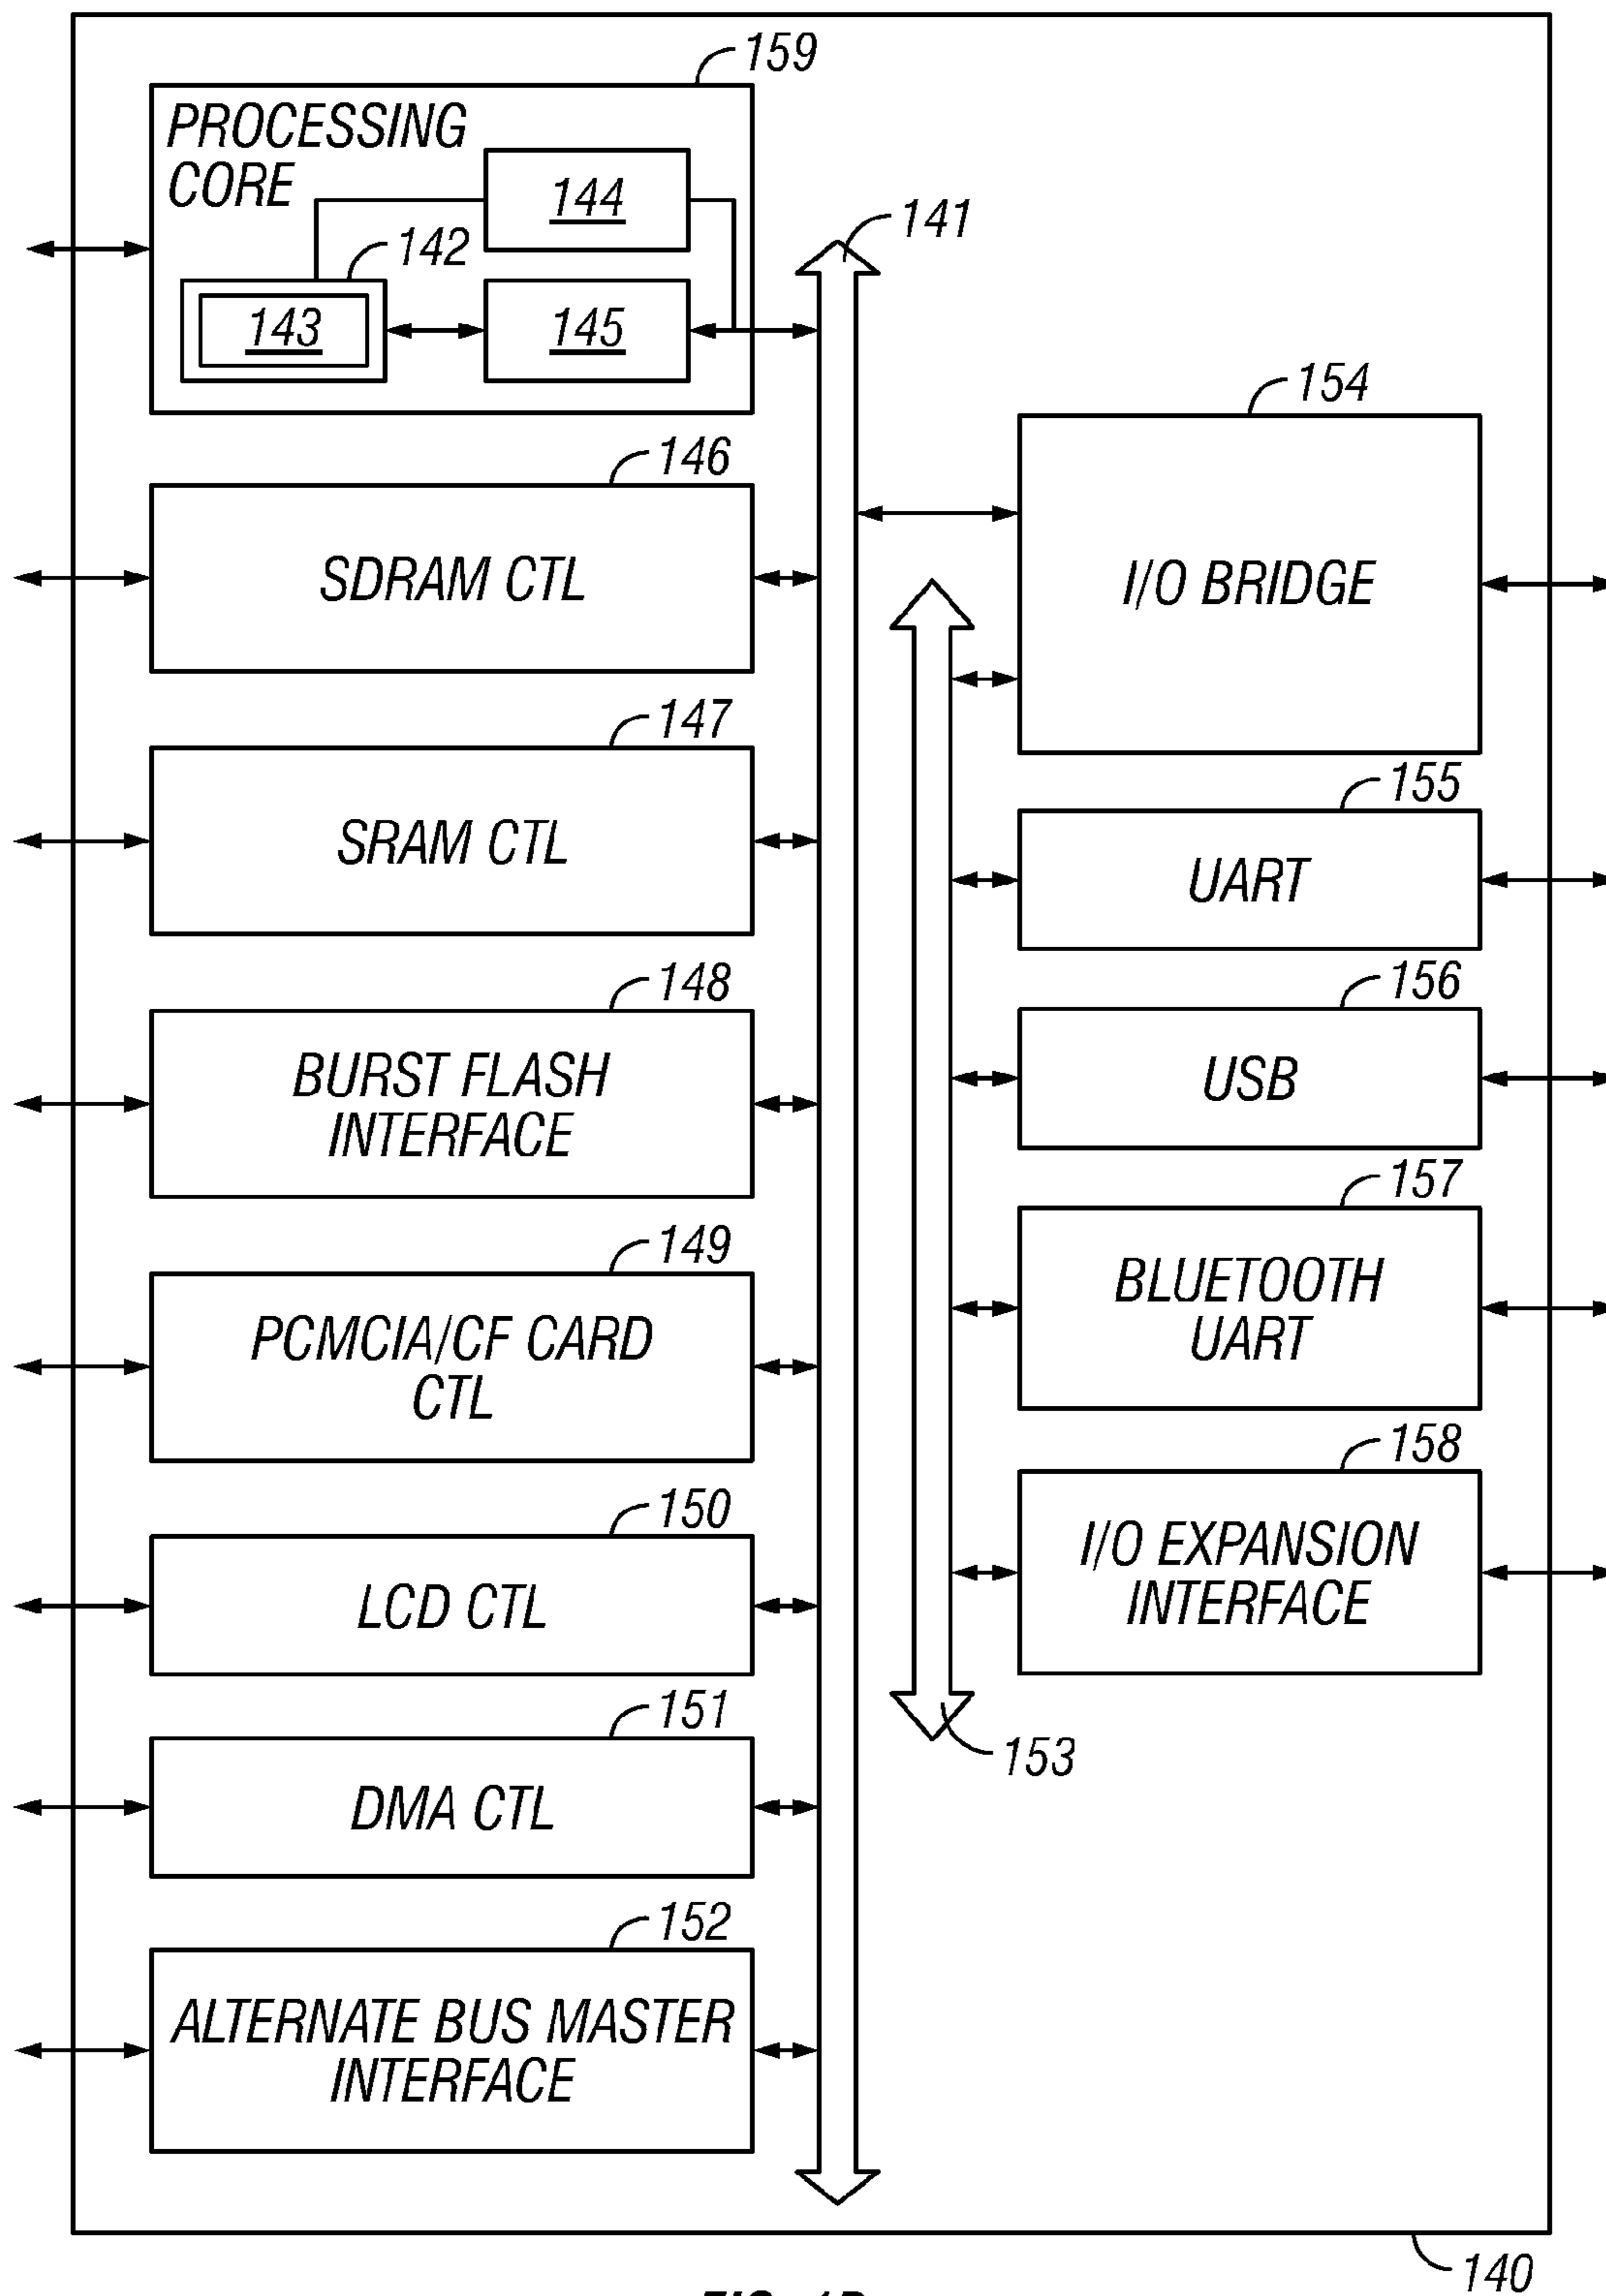 159
PROCESSING
CORE
144
142
143
145
141
154
146
SDRAM CTL
I/O BRIDGE
147
SRAM CTL
155
UART
148
BURST FLASH
INTERFACE
156
USB
149
PCMCIA/CF CARD
CTL
157
BLUETOOTH
UART
150
LCD CTL
158
I/O EXPANSION
INTERFACE
151
DMA CTL
153
152
ALTERNATE BUS MASTER
INTERFACE
140